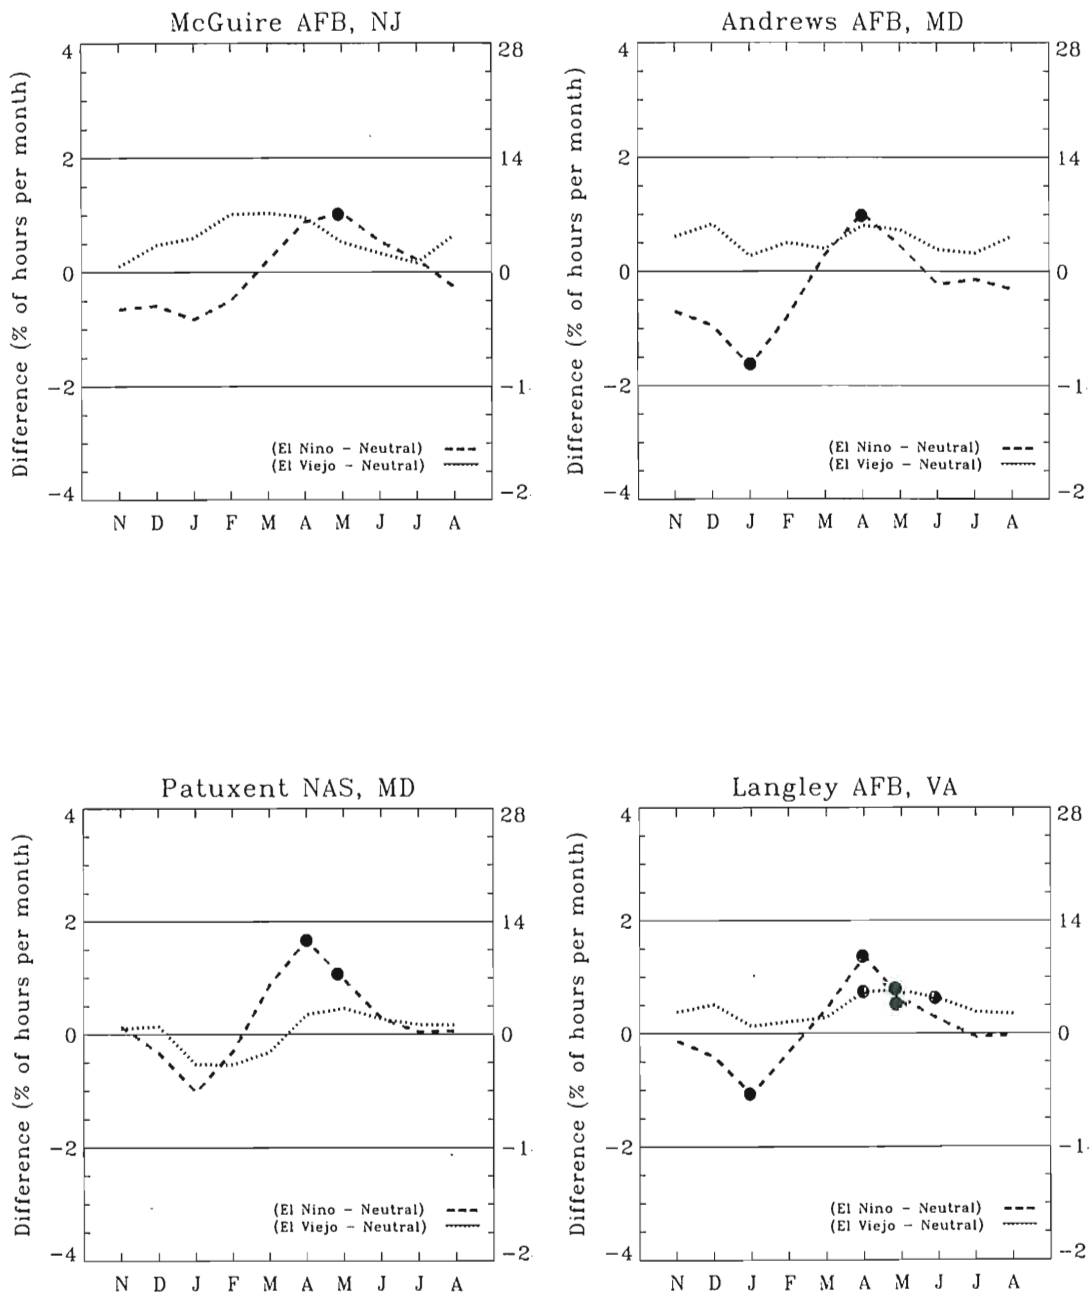 McGuire AFB, NJ
Difference (% of hours per month)
4
2
0
-2
-4
28
14
0
-1
-2
(El Nino - Neutral)
(El Viejo - Neutral)
N D J F M A M J J A
Andrews AFB, MD
Difference (% of hours per month)
4
2
0
-2
-4
28
14
0
-1
-2
(El Nino - Neutral)
(El Viejo - Neutral)
N D J F M A M J J A
Patuxent NAS, MD
Difference (% of hours per month)
4
2
0
-2
-4
28
14
0
-1
-2
(El Nino - Neutral)
(El Viejo - Neutral)
N D J F M A M J J A
Langley AFB, VA
Difference (% of hours per month)
4
2
0
-2
-4
28
14
0
-1
-2
(El Nino - Neutral)
(El Viejo - Neutral)
N D J F M A M J J A